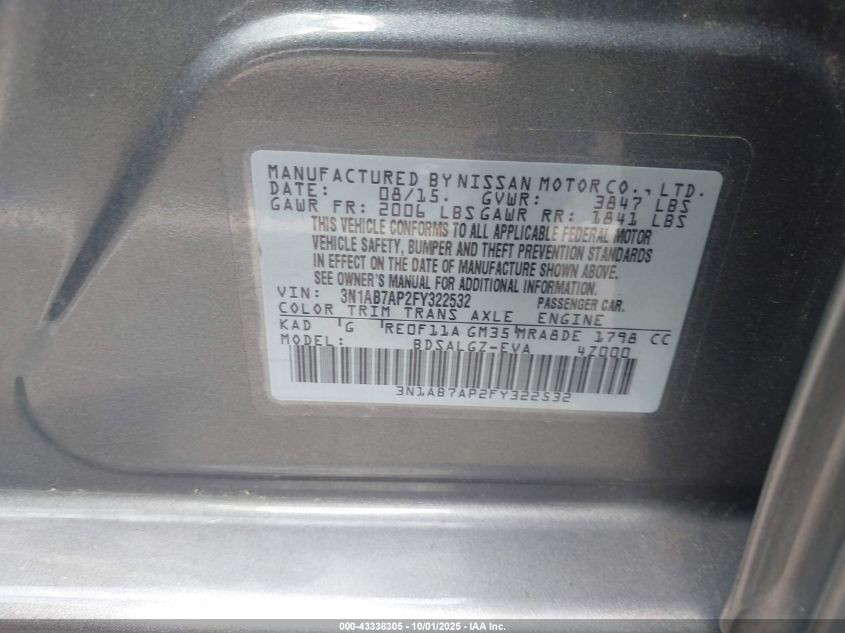 MANUFACTURED BY NISSAN MOTOR CO., LTD.
DATE: 08/15. GVWR: 3847 LBS
GAWR FR: 2006 LBS GAWR RR: 1841 LBS
THIS VEHICLE CONFORMS TO ALL APPLICABLE FEDERAL MOTOR
VEHICLE SAFETY, BUMPER AND THEFT PREVENTION STANDARDS
IN EFFECT ON THE DATE OF MANUFACTURE SHOWN ABOVE.
SEE OWNER'S MANUAL FOR ADDITIONAL INFORMATION.
VIN: 3N1AB7AP2FY322532 PASSENGER CAR.
COLOR TRIM TRANS AXLE ENGINE
KAD G RE0F11A GM35 MRA8DE 1798 CC
MODEL: BDSALGZ-EVA 4Z000
3N1AB7AP2FY322532
000-43338305 - 10/01/2025 - IAA Inc.